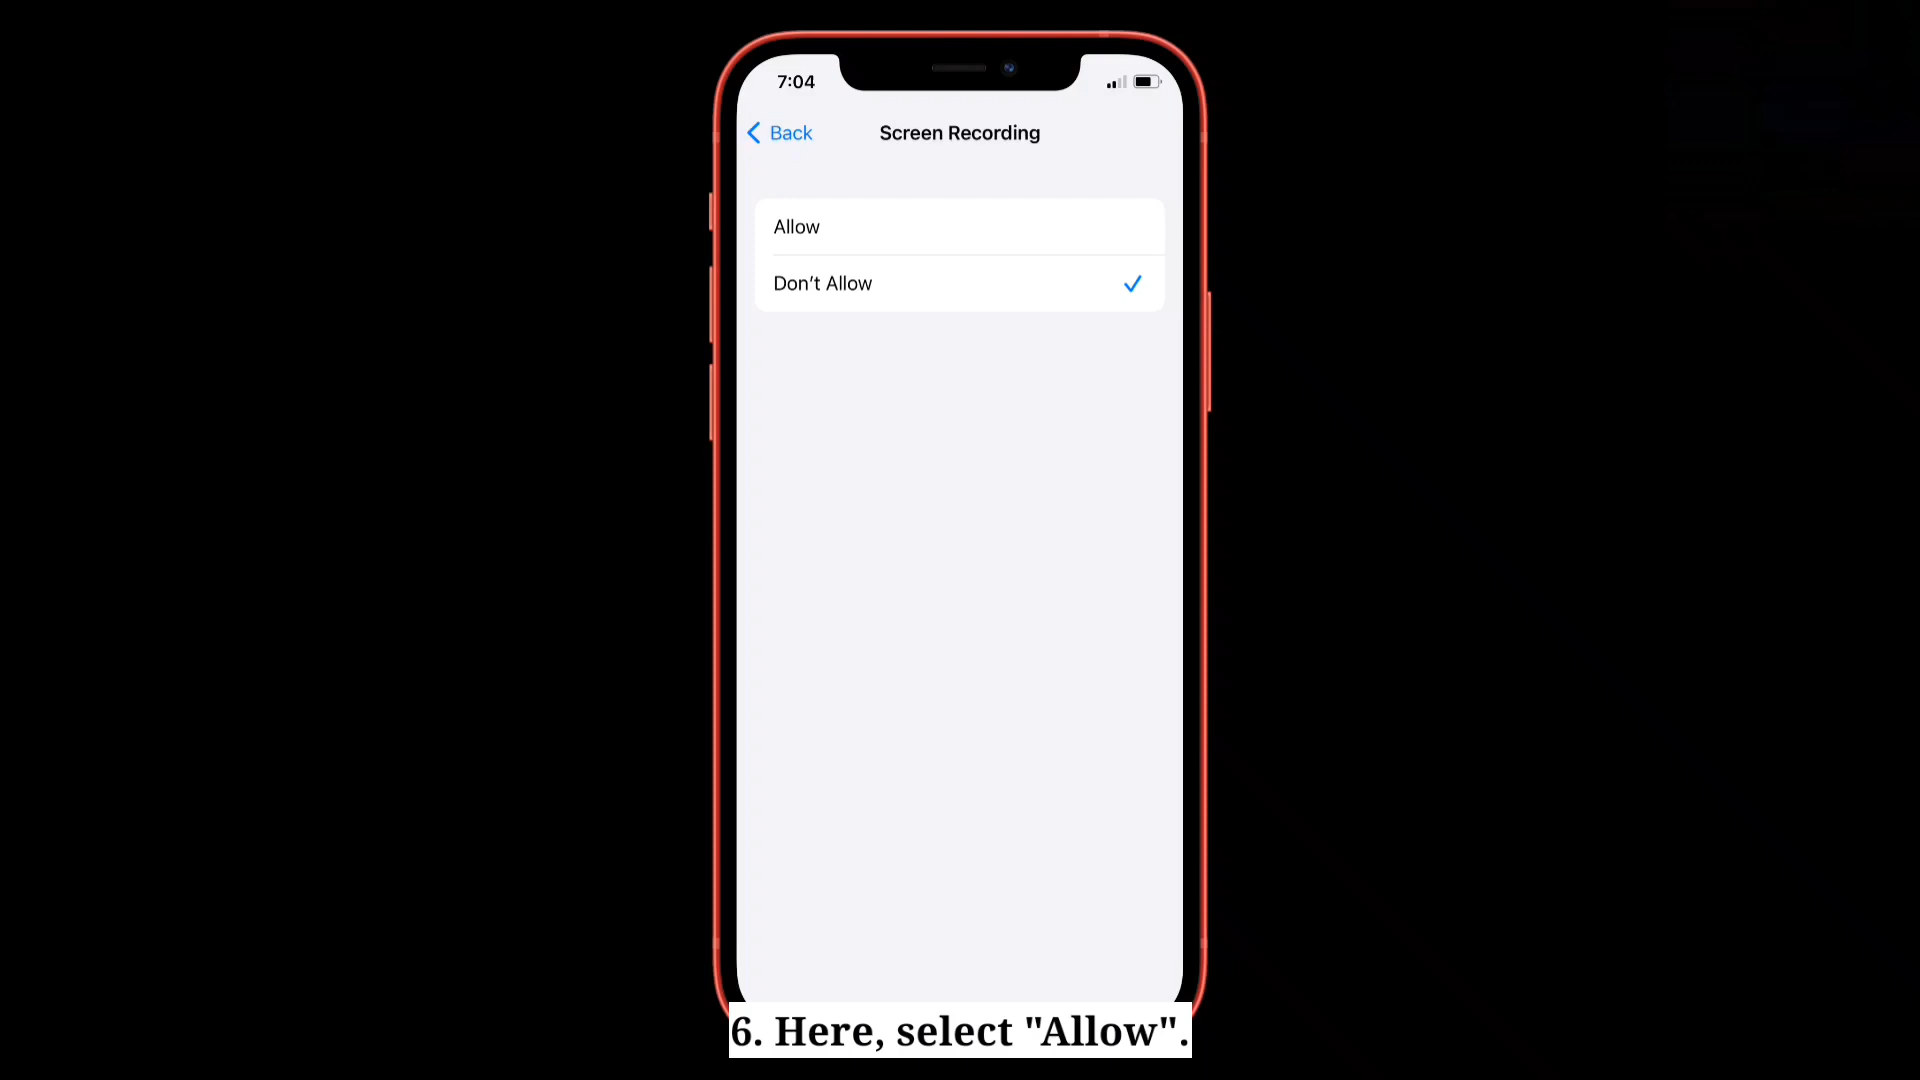 7:04
Back
Screen Recording
Allow
Don’t Allow
6. Here, select "Allow".